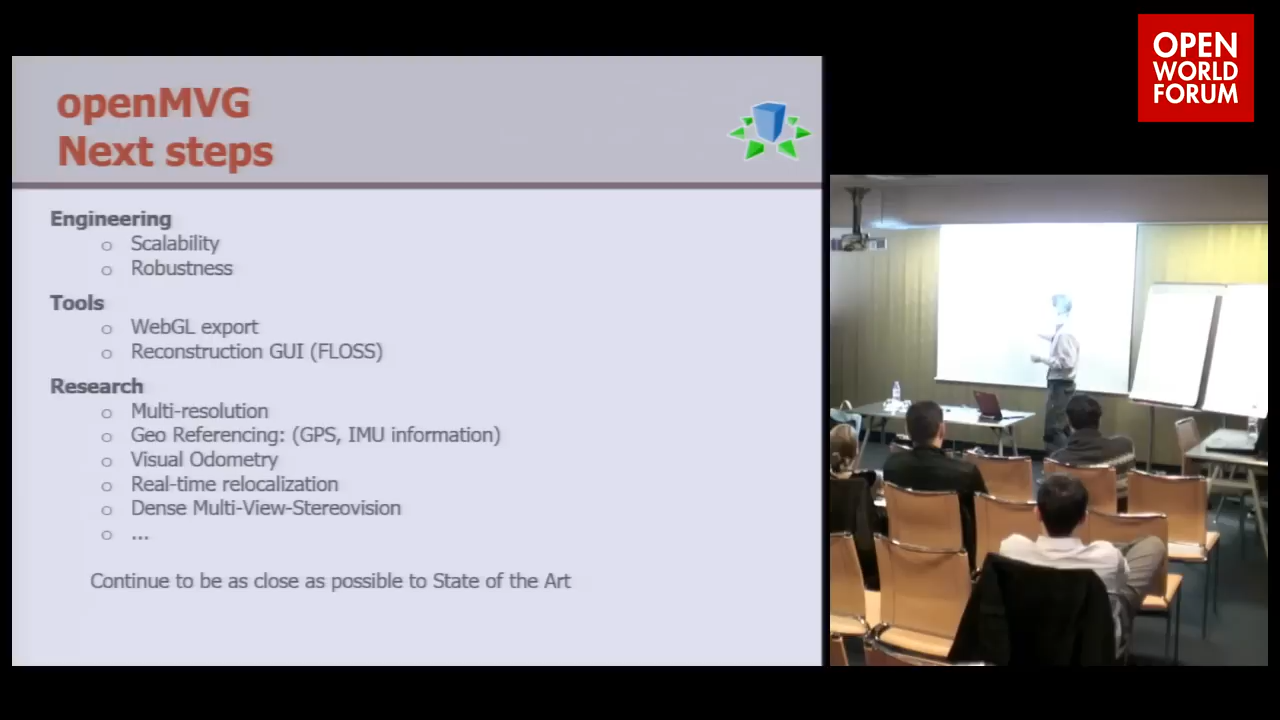 openMVG
Next steps
Engineering
o Scalability
o Robustness
Tools
o WebGL export
o Reconstruction GUI (FLOSS)
Research
o Multi-resolution
o Geo Referencing: (GPS, IMU information)
o Visual Odometry
o Real-time relocalization
o Dense Multi-View-Stereovision
o ...
Continue to be as close as possible to State of the Art
OPEN
WORLD
FORUM